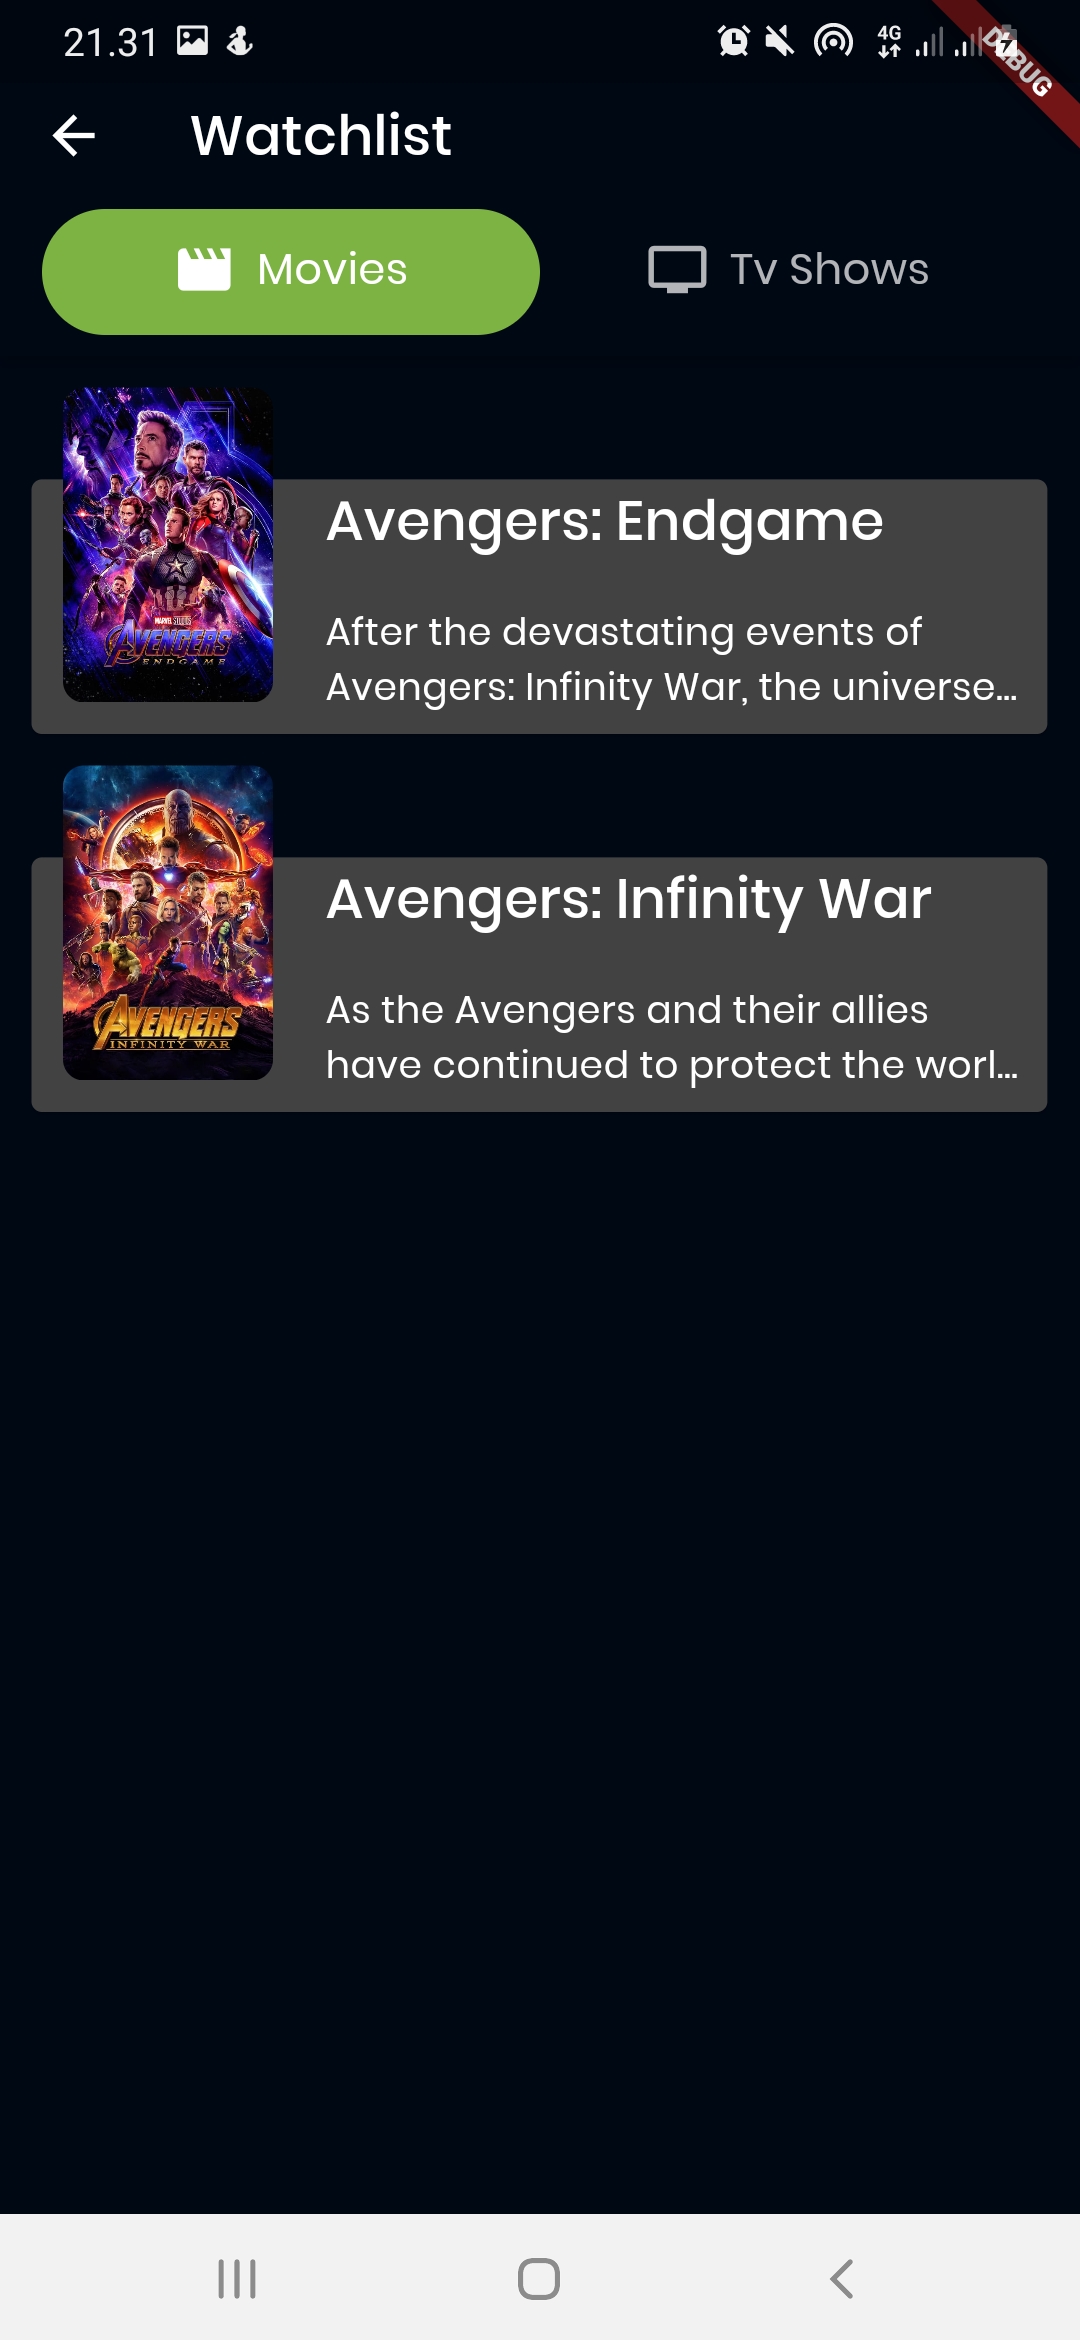 21.31
4G
DEBUG
Watchlist
Movies
Tv Shows
MARVEL STUDIOS
AVENGERS
ENDGAME
Avengers: Endgame
After the devastating events of
Avengers: Infinity War, the universe...
AVENGERS
INFINITY WAR
Avengers: Infinity War
As the Avengers and their allies
have continued to protect the worl...